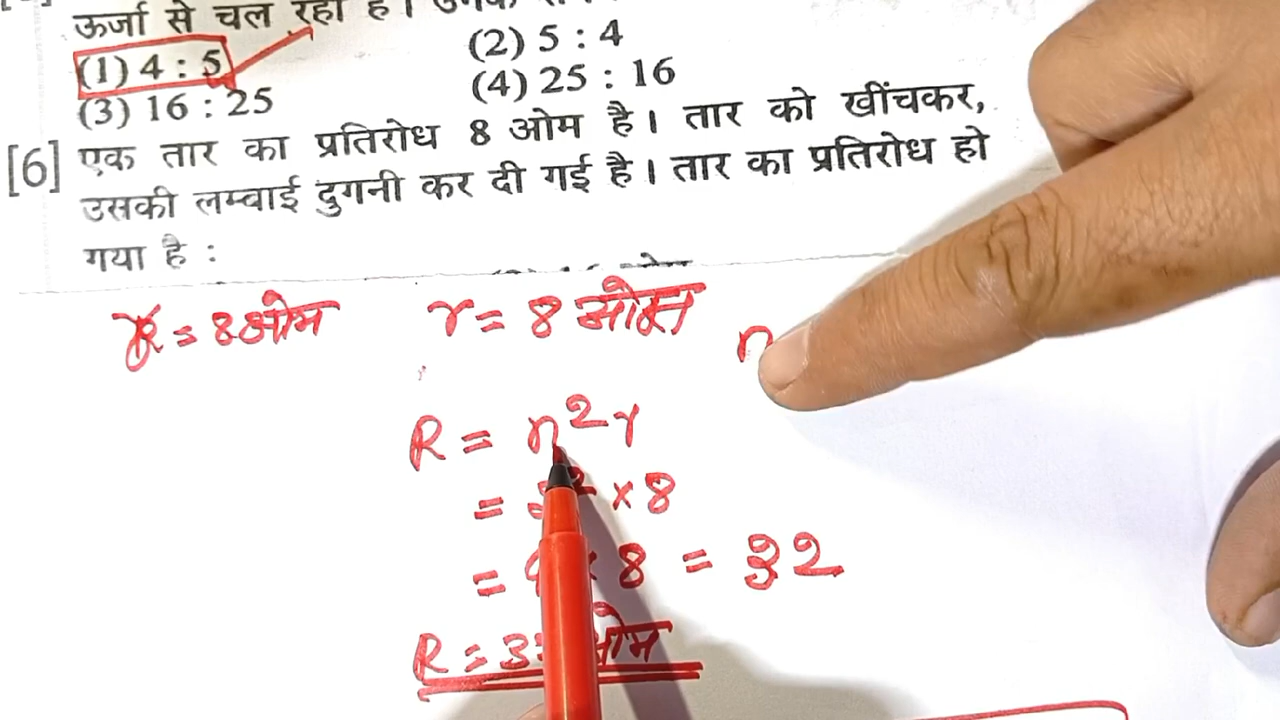 ऊर्जा से चल रहा है।
(1) 4 : 5 (2) 5 : 4
(3) 16 : 25 (4) 25 : 16
[6] एक तार का प्रतिरोध 8 ओम है। तार को खींचकर,
उसकी लम्वाई दुगनी कर दी गई है। तार का प्रतिरोध हो
गया है :
= 8 ओम r = 8 ओह्म n
R = n²r
= × 8
= × 8 = 32
R = 3 ओम